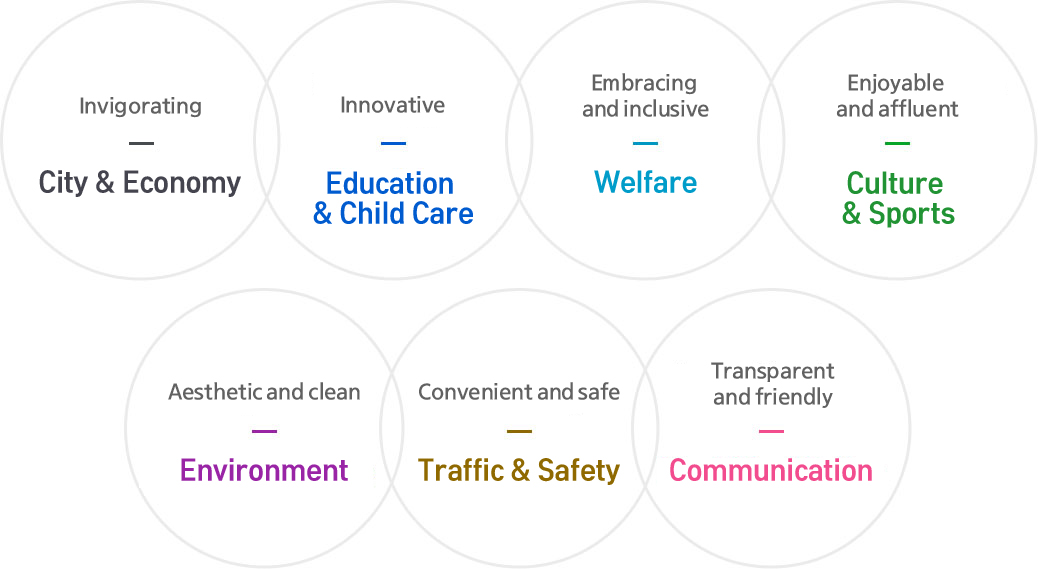 Invigorating
City & Economy
Innovative
Education
& Child Care
Embracing
and inclusive
Welfare
Enjoyable
and affluent
Culture
& Sports
Aesthetic and clean
Environment
Convenient and safe
Traffic & Safety
Transparent
and friendly
Communication